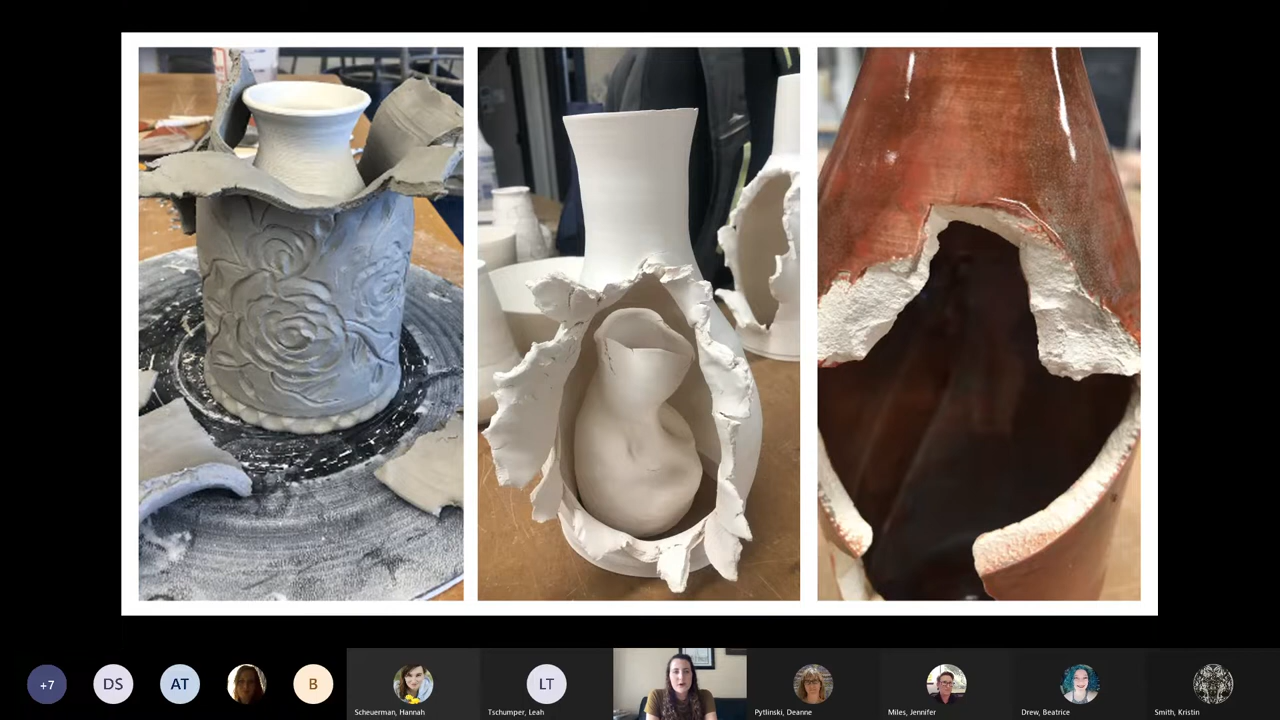 +7
DS
AT
B
Scheuerman, Hannah
LT
Tschumper, Leah
Pytlinski, Deanne
Miles, Jennifer
Drew, Beatrice
Smith, Kristin